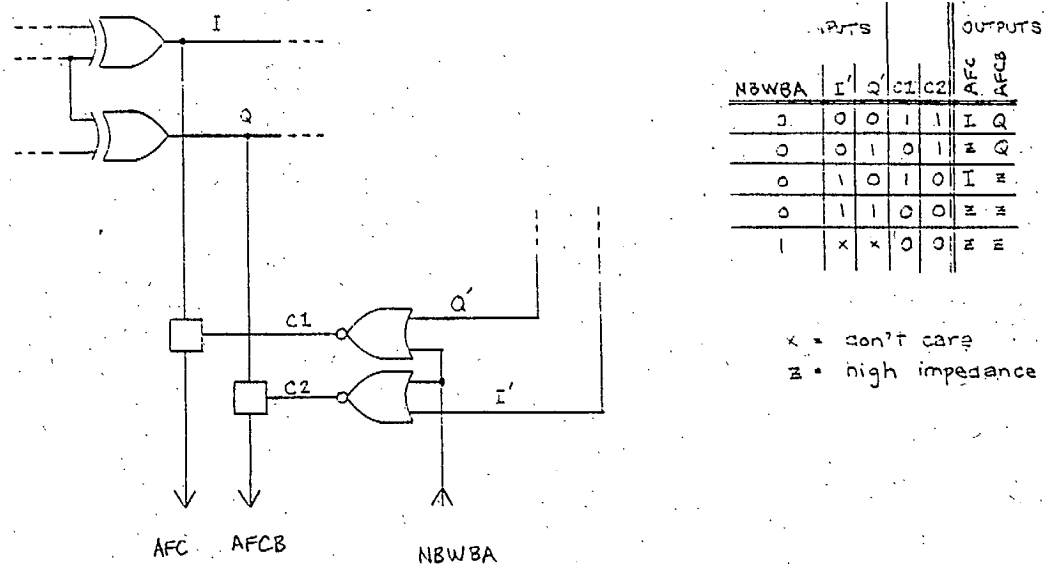 I
Q
C1
Q'
C2
I'
AFC AFCB
NBWBA
PUTS OUTPUTS
NBWBA I' Q' C1 C2 AFC AFCB
0 0 0 1 1 I Q
0 0 1 0 1 Z Q
0 1 0 1 0 I Z
0 1 1 0 0 Z Z
1 x x 0 0 Z Z
x = don't care
Z = high impedance